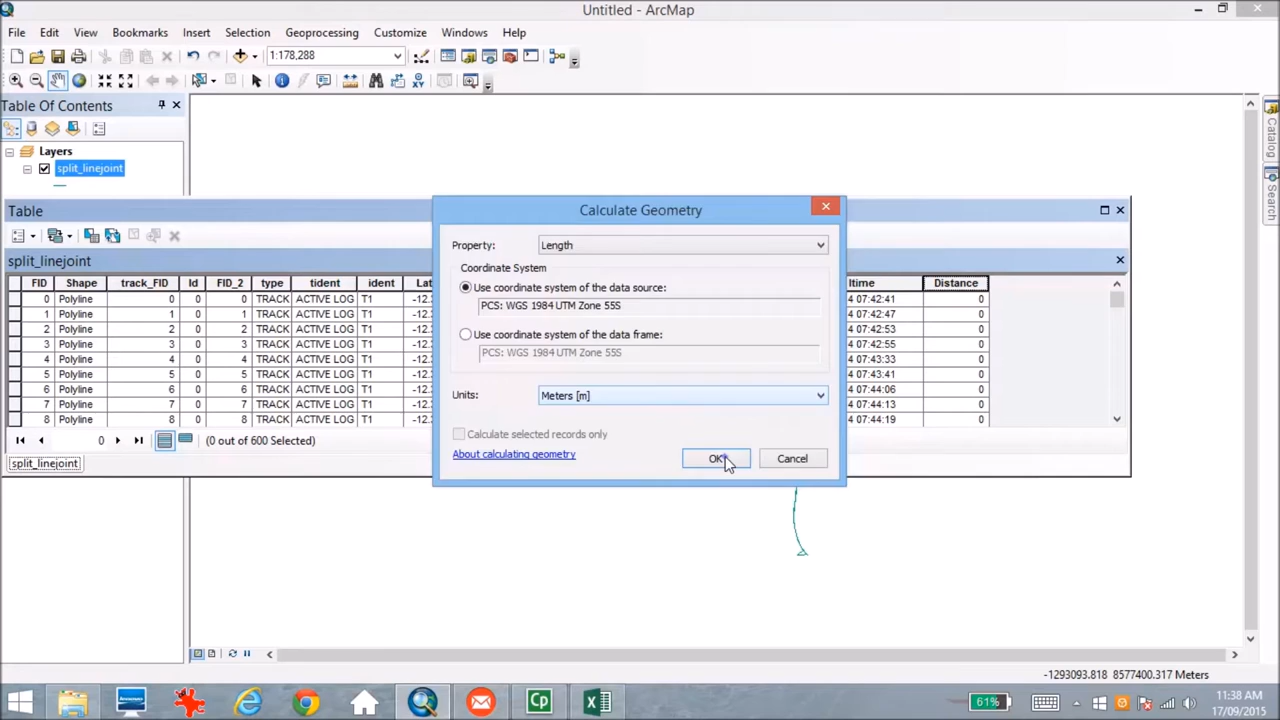 Untitled - ArcMap
File Edit View Bookmarks Insert Selection Geoprocessing Customize Windows Help
1:178,288
Table Of Contents
Layers
split_linejoint
Catalog
Search
Table
split_linejoint
FID Shape track_FID Id FID_2 type tident ident Lat ltime Distance
0 Polyline 0 0 0 TRACK ACTIVE LOG T1 -12. 4 07:42:41 0
1 Polyline 1 0 1 TRACK ACTIVE LOG T1 -12. 4 07:42:47 0
2 Polyline 2 0 2 TRACK ACTIVE LOG T1 -12. 4 07:42:53 0
3 Polyline 3 0 3 TRACK ACTIVE LOG T1 -12. 4 07:42:55 0
4 Polyline 4 0 4 TRACK ACTIVE LOG T1 -12. 4 07:43:33 0
5 Polyline 5 0 5 TRACK ACTIVE LOG T1 -12. 4 07:43:41 0
6 Polyline 6 0 6 TRACK ACTIVE LOG T1 -12. 4 07:44:06 0
7 Polyline 7 0 7 TRACK ACTIVE LOG T1 -12. 4 07:44:13 0
8 Polyline 8 0 8 TRACK ACTIVE LOG T1 -12. 4 07:44:19 0
0 (0 out of 600 Selected)
split_linejoint
Calculate Geometry
Property: Length
Coordinate System
Use coordinate system of the data source:
PCS: WGS 1984 UTM Zone 55S
Use coordinate system of the data frame:
PCS: WGS 1984 UTM Zone 55S
Units: Meters [m]
Calculate selected records only
About calculating geometry
OK Cancel
-1293093.818 8577400.317 Meters
Cp
61%
11:38 AM
17/09/2015